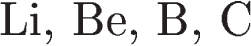 Li, Be, B, C